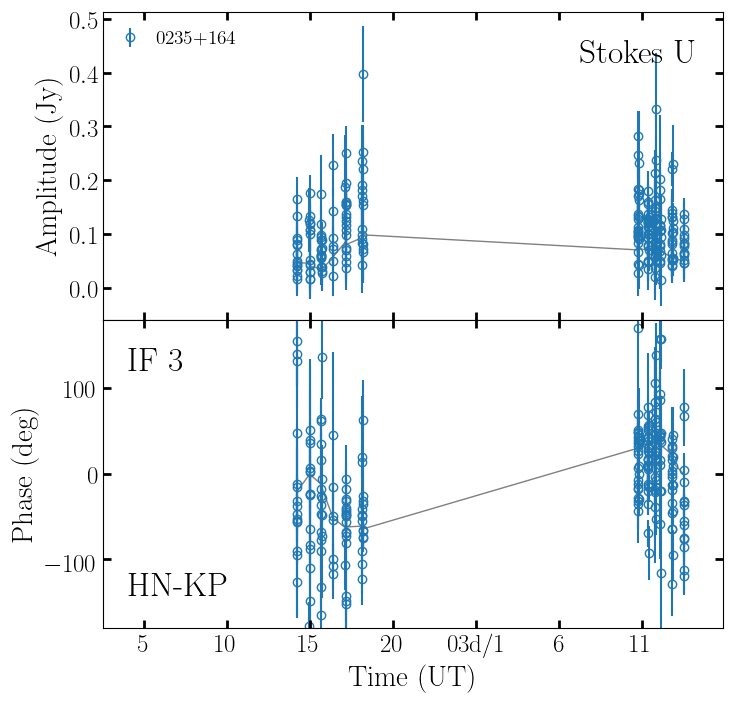 0.5
0235+164
Stokes U
0.4
0.3
0.2
0.1
0.0
Amplitude (Jy)
IF 3
100
0
−100
Phase (deg)
HN-KP
5 10 15 20 03d/1 6 11
Time (UT)